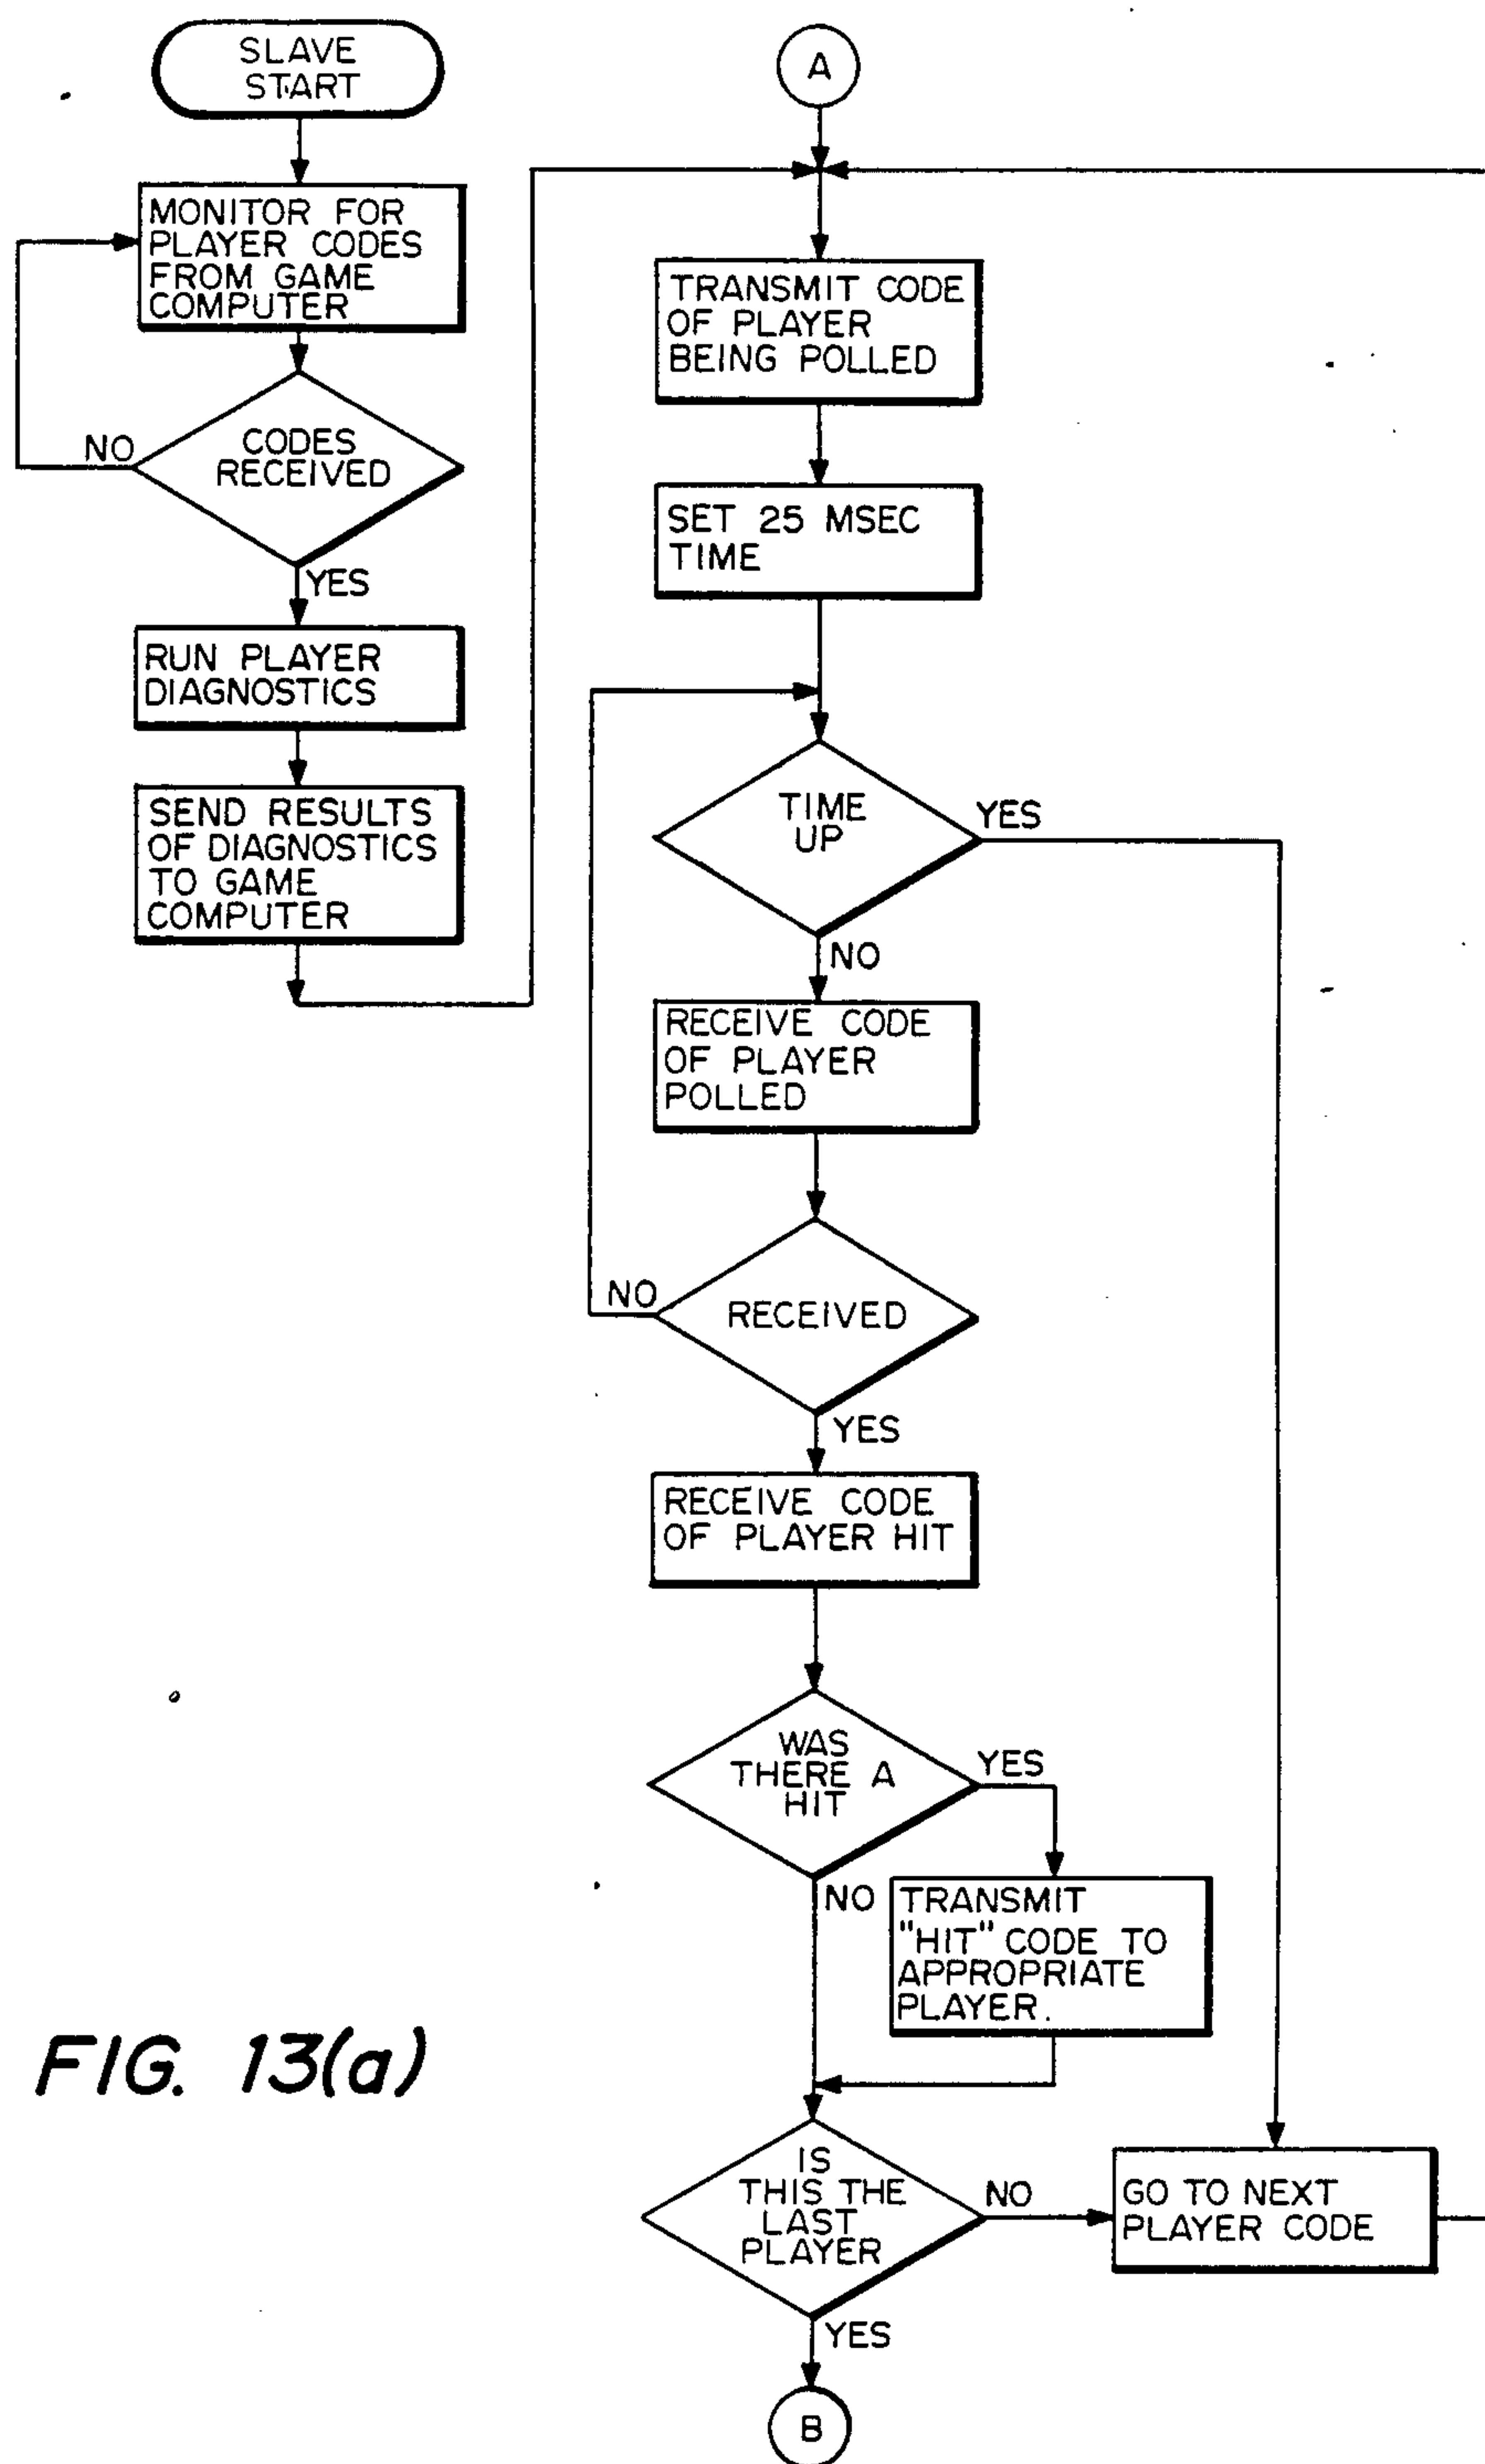 SLAVE
START
MONITOR FOR
PLAYER CODES
FROM GAME
COMPUTER
NO
CODES
RECEIVED
YES
RUN PLAYER
DIAGNOSTICS
SEND RESULTS
OF DIAGNOSTICS
TO GAME
COMPUTER
A
TRANSMIT CODE
OF PLAYER
BEING POLLED
SET 25 MSEC
TIME
TIME
UP
YES
NO
RECEIVE CODE
OF PLAYER
POLLED
NO
RECEIVED
YES
RECEIVE CODE
OF PLAYER HIT
WAS
THERE A
HIT
YES
NO
TRANSMIT
"HIT" CODE TO
APPROPRIATE
PLAYER.
IS
THIS THE
LAST
PLAYER
NO
GO TO NEXT
PLAYER CODE
YES
B
FIG. 13(a)